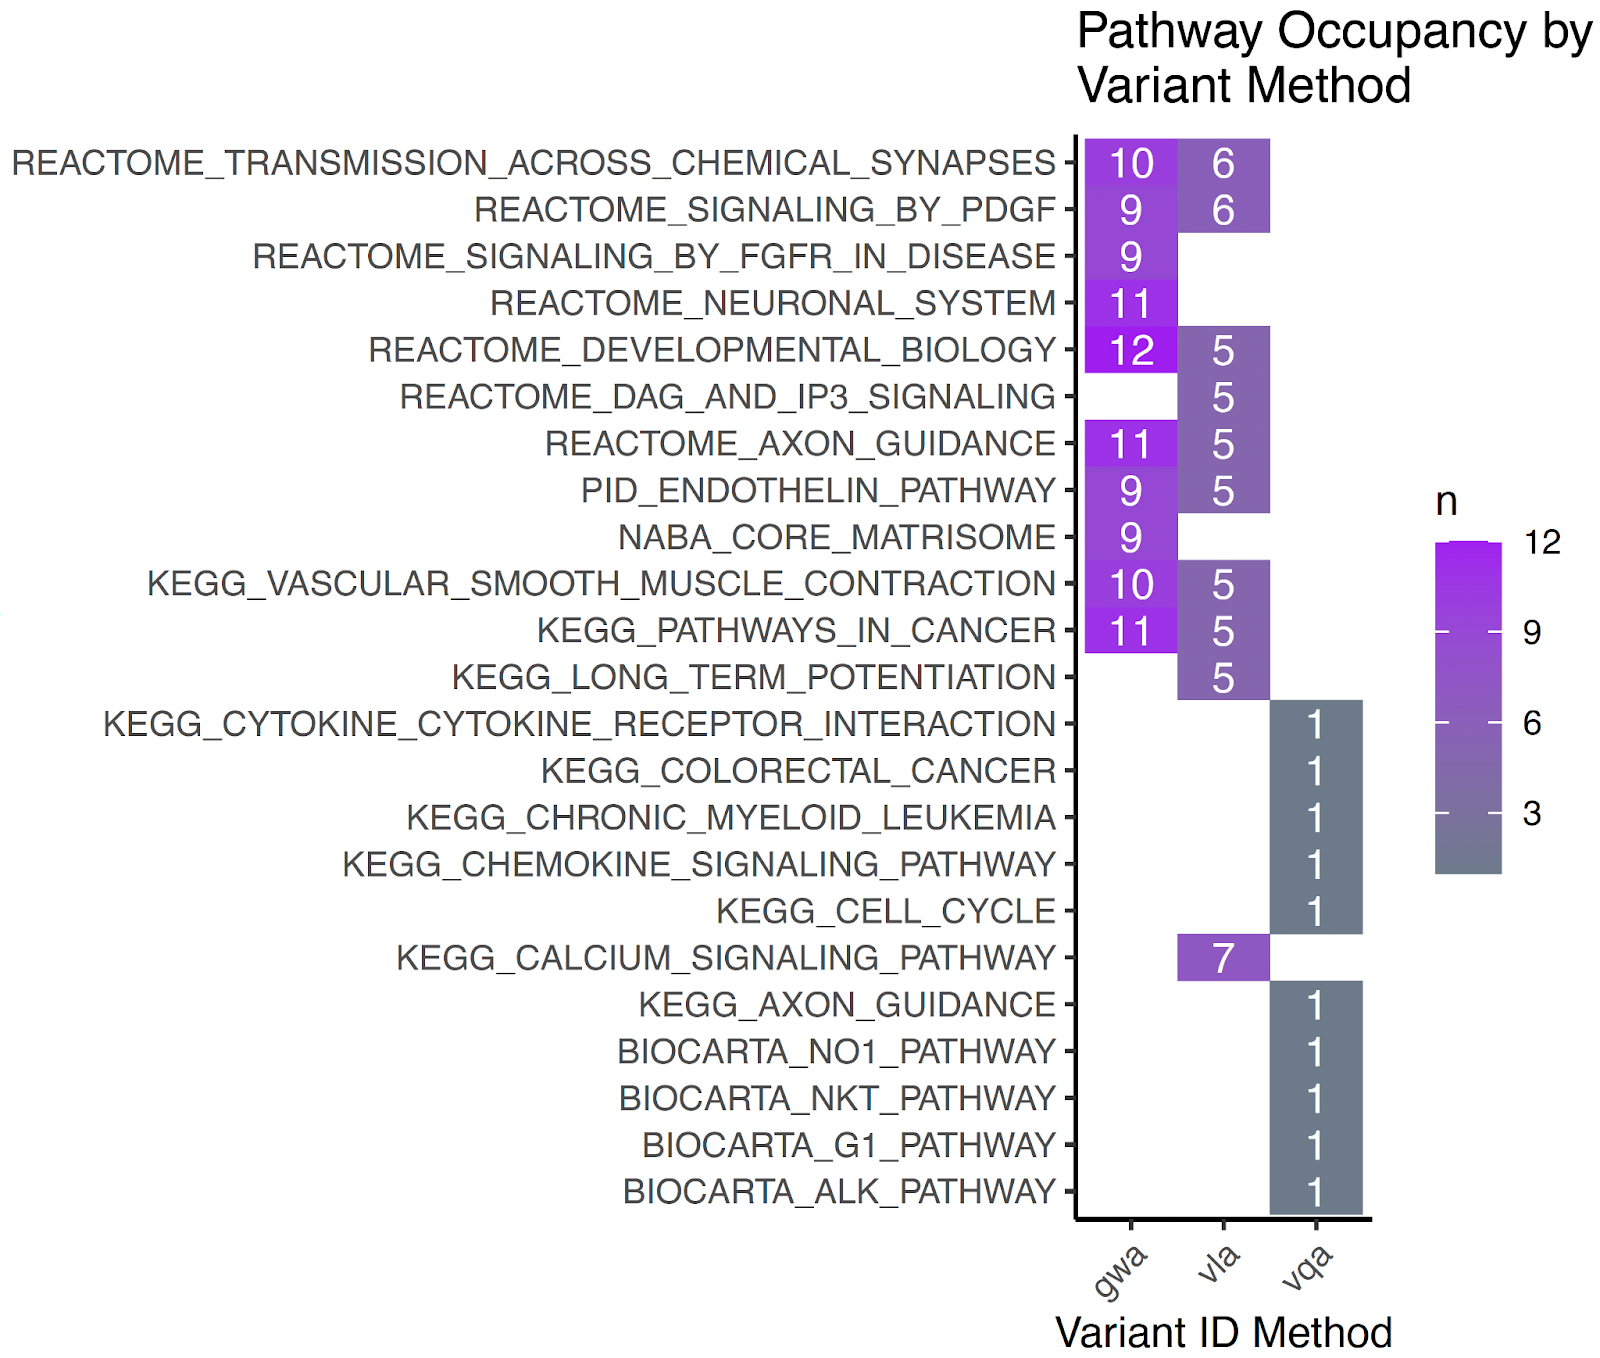 Pathway Occupancy by
Variant Method
REACTOME_TRANSMISSION_ACROSS_CHEMICAL_SYNAPSES 10 6
REACTOME_SIGNALING_BY_PDGF 9 6
REACTOME_SIGNALING_BY_FGFR_IN_DISEASE 9
REACTOME_NEURONAL_SYSTEM 11
REACTOME_DEVELOPMENTAL_BIOLOGY 12 5
REACTOME_DAG_AND_IP3_SIGNALING 5
REACTOME_AXON_GUIDANCE 11 5
PID_ENDOTHELIN_PATHWAY 9 5
NABA_CORE_MATRISOME 9
KEGG_VASCULAR_SMOOTH_MUSCLE_CONTRACTION 10 5
KEGG_PATHWAYS_IN_CANCER 11 5
KEGG_LONG_TERM_POTENTIATION 5
KEGG_CYTOKINE_CYTOKINE_RECEPTOR_INTERACTION 1
KEGG_COLORECTAL_CANCER 1
KEGG_CHRONIC_MYELOID_LEUKEMIA 1
KEGG_CHEMOKINE_SIGNALING_PATHWAY 1
KEGG_CELL_CYCLE 1
KEGG_CALCIUM_SIGNALING_PATHWAY 7
KEGG_AXON_GUIDANCE 1
BIOCARTA_NO1_PATHWAY 1
BIOCARTA_NKT_PATHWAY 1
BIOCARTA_G1_PATHWAY 1
BIOCARTA_ALK_PATHWAY 1
gwa vla vqa
Variant ID Method
n
12
9
6
3